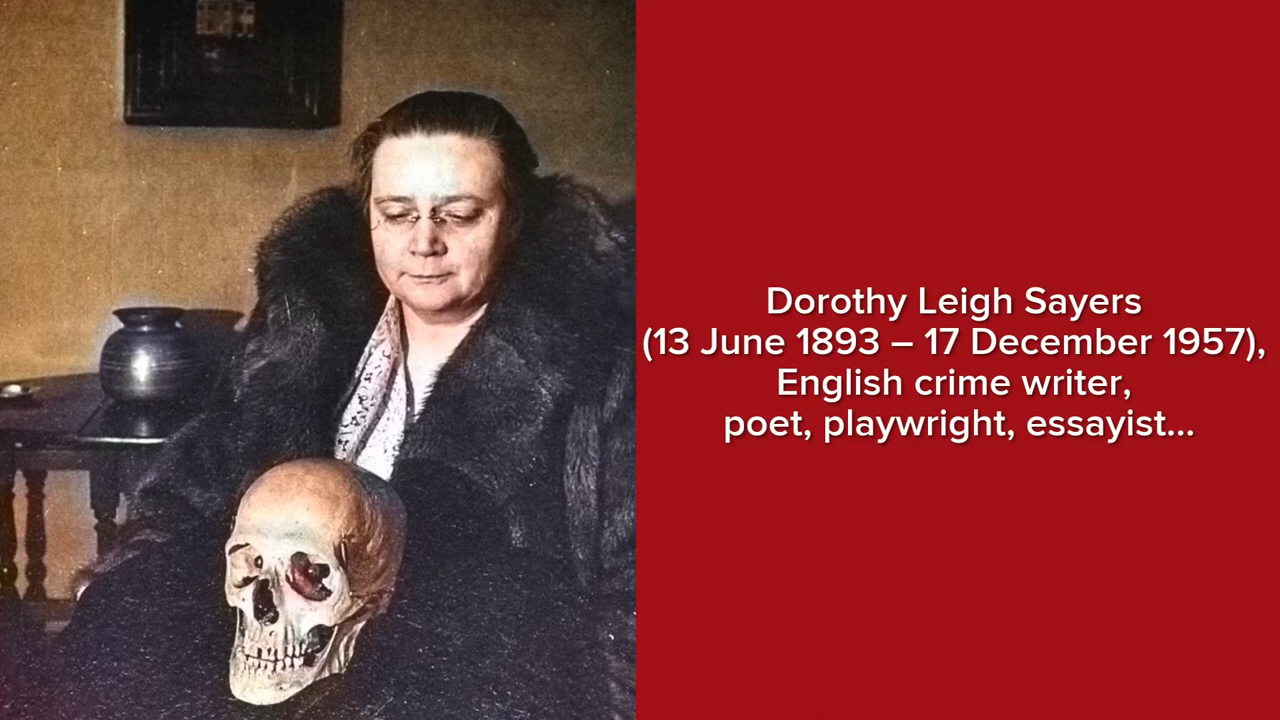 Dorothy Leigh Sayers
(13 June 1893 – 17 December 1957),
English crime writer,
poet, playwright, essayist...